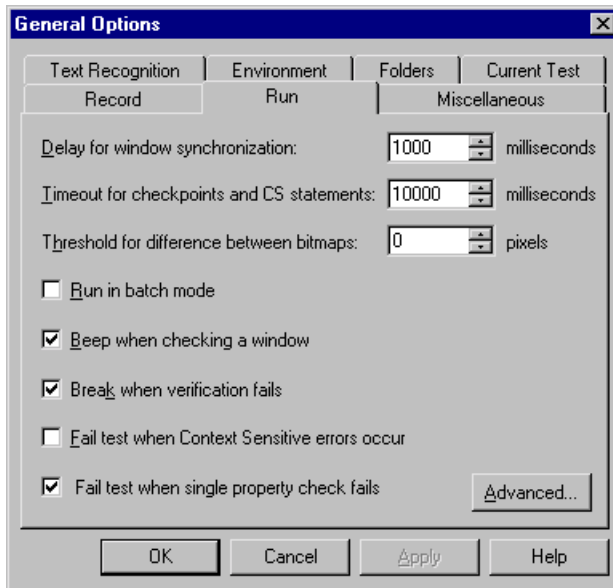 General Options
Text Recognition Environment Folders Current Test
Record Run Miscellaneous
Delay for window synchronization: 1000 milliseconds
Timeout for checkpoints and CS statements: 10000 milliseconds
Threshold for difference between bitmaps: 0 pixels
Run in batch mode
Beep when checking a window
Break when verification fails
Fail test when Context Sensitive errors occur
Fail test when single property check fails
Advanced...
OK Cancel Apply Help